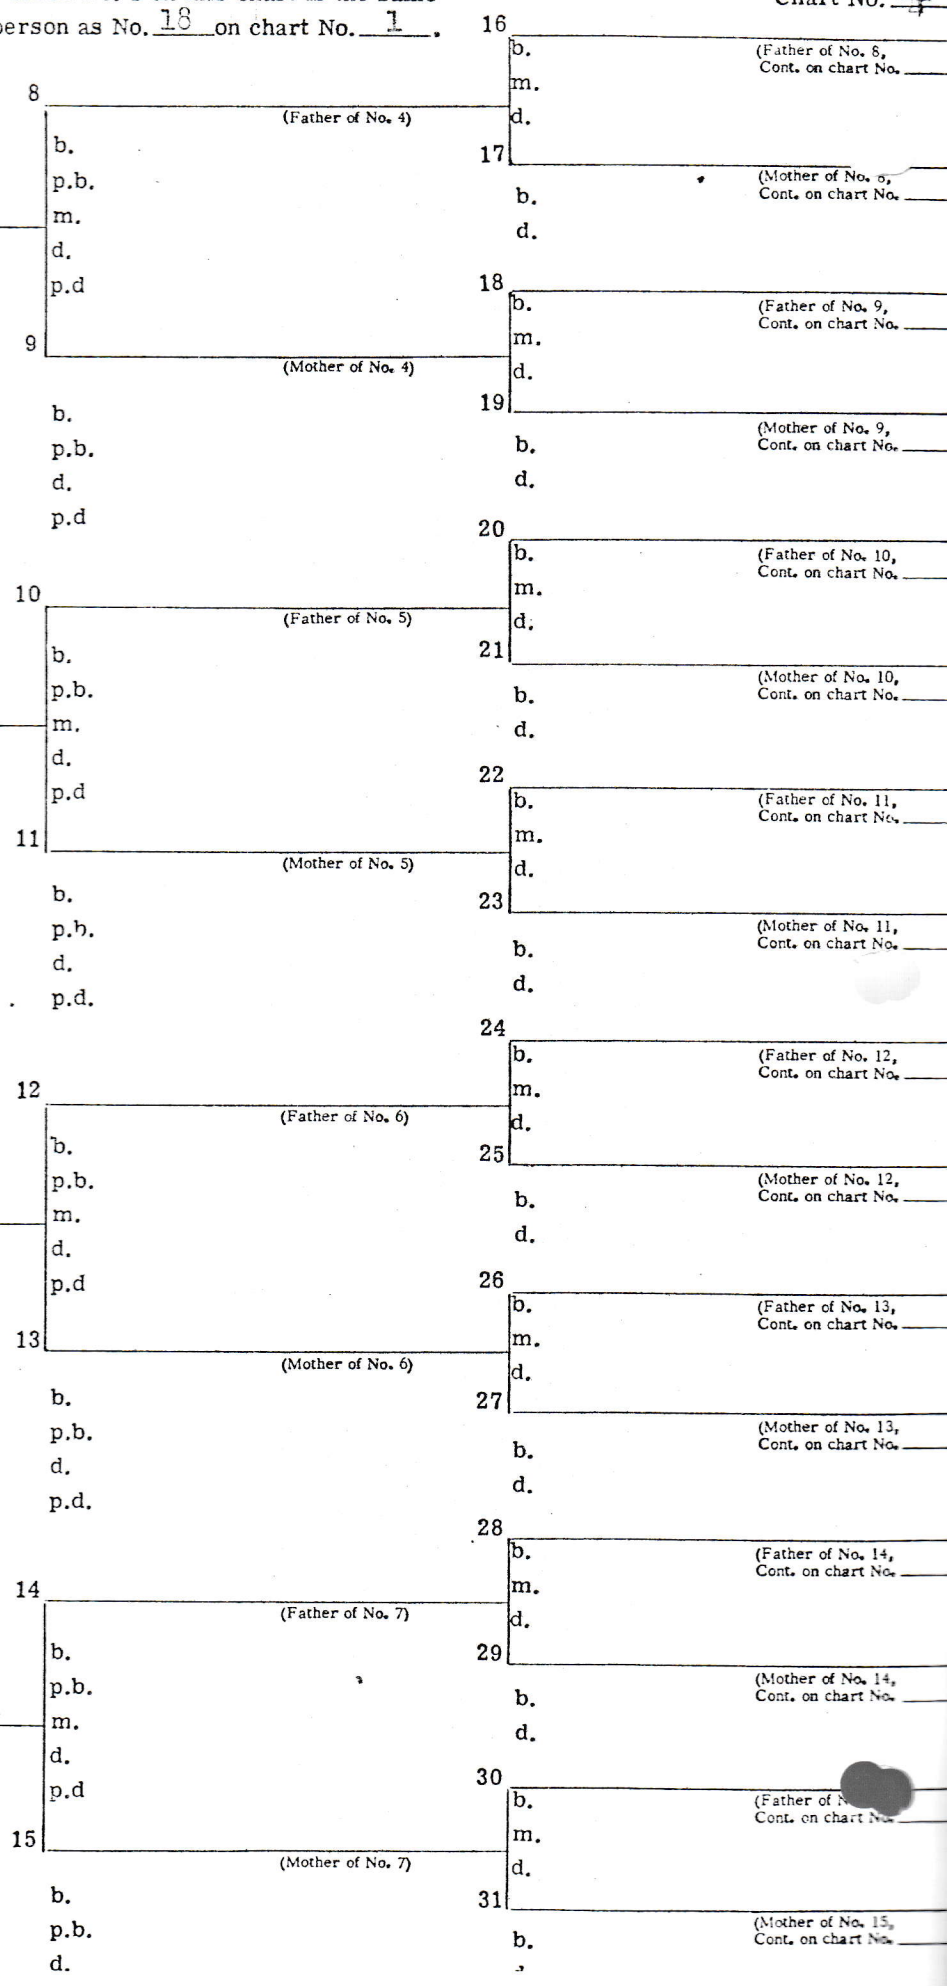 person as No. 18 on chart No. 1.
Chart No.
8
(Father of No. 4)
b.
p.b.
m.
d.
p.d
9
(Mother of No. 4)
b.
p.b.
d.
p.d
10
(Father of No. 5)
b.
p.b.
m.
d.
p.d
11
(Mother of No. 5)
b.
p.b.
d.
p.d.
12
(Father of No. 6)
b.
p.b.
m.
d.
p.d
13
(Mother of No. 6)
b.
p.b.
d.
p.d.
14
(Father of No. 7)
b.
p.b.
m.
d.
p.d
15
(Mother of No. 7)
b.
p.b.
d.
16
b.
(Father of No. 8,
Cont. on chart No.
m.
d.
17
(Mother of No. 8,
Cont. on chart No.
b.
d.
18
b.
(Father of No. 9,
Cont. on chart No.
m.
d.
19
(Mother of No. 9,
Cont. on chart No.
b.
d.
20
b.
(Father of No. 10,
Cont. on chart No.
m.
d.
21
(Mother of No. 10,
Cont. on chart No.
b.
d.
22
b.
(Father of No. 11,
Cont. on chart No.
m.
d.
23
(Mother of No. 11,
Cont. on chart No.
b.
d.
24
b.
(Father of No. 12,
Cont. on chart No.
m.
d.
25
(Mother of No. 12,
Cont. on chart No.
b.
d.
26
b.
(Father of No. 13,
Cont. on chart No.
m.
d.
27
(Mother of No. 13,
Cont. on chart No.
b.
d.
28
b.
(Father of No. 14,
Cont. on chart No.
m.
d.
29
(Mother of No. 14,
Cont. on chart No.
b.
d.
30
b.
(Father of
Cont. on chart No.
m.
d.
31
(Mother of No. 15,
Cont. on chart No.
b.